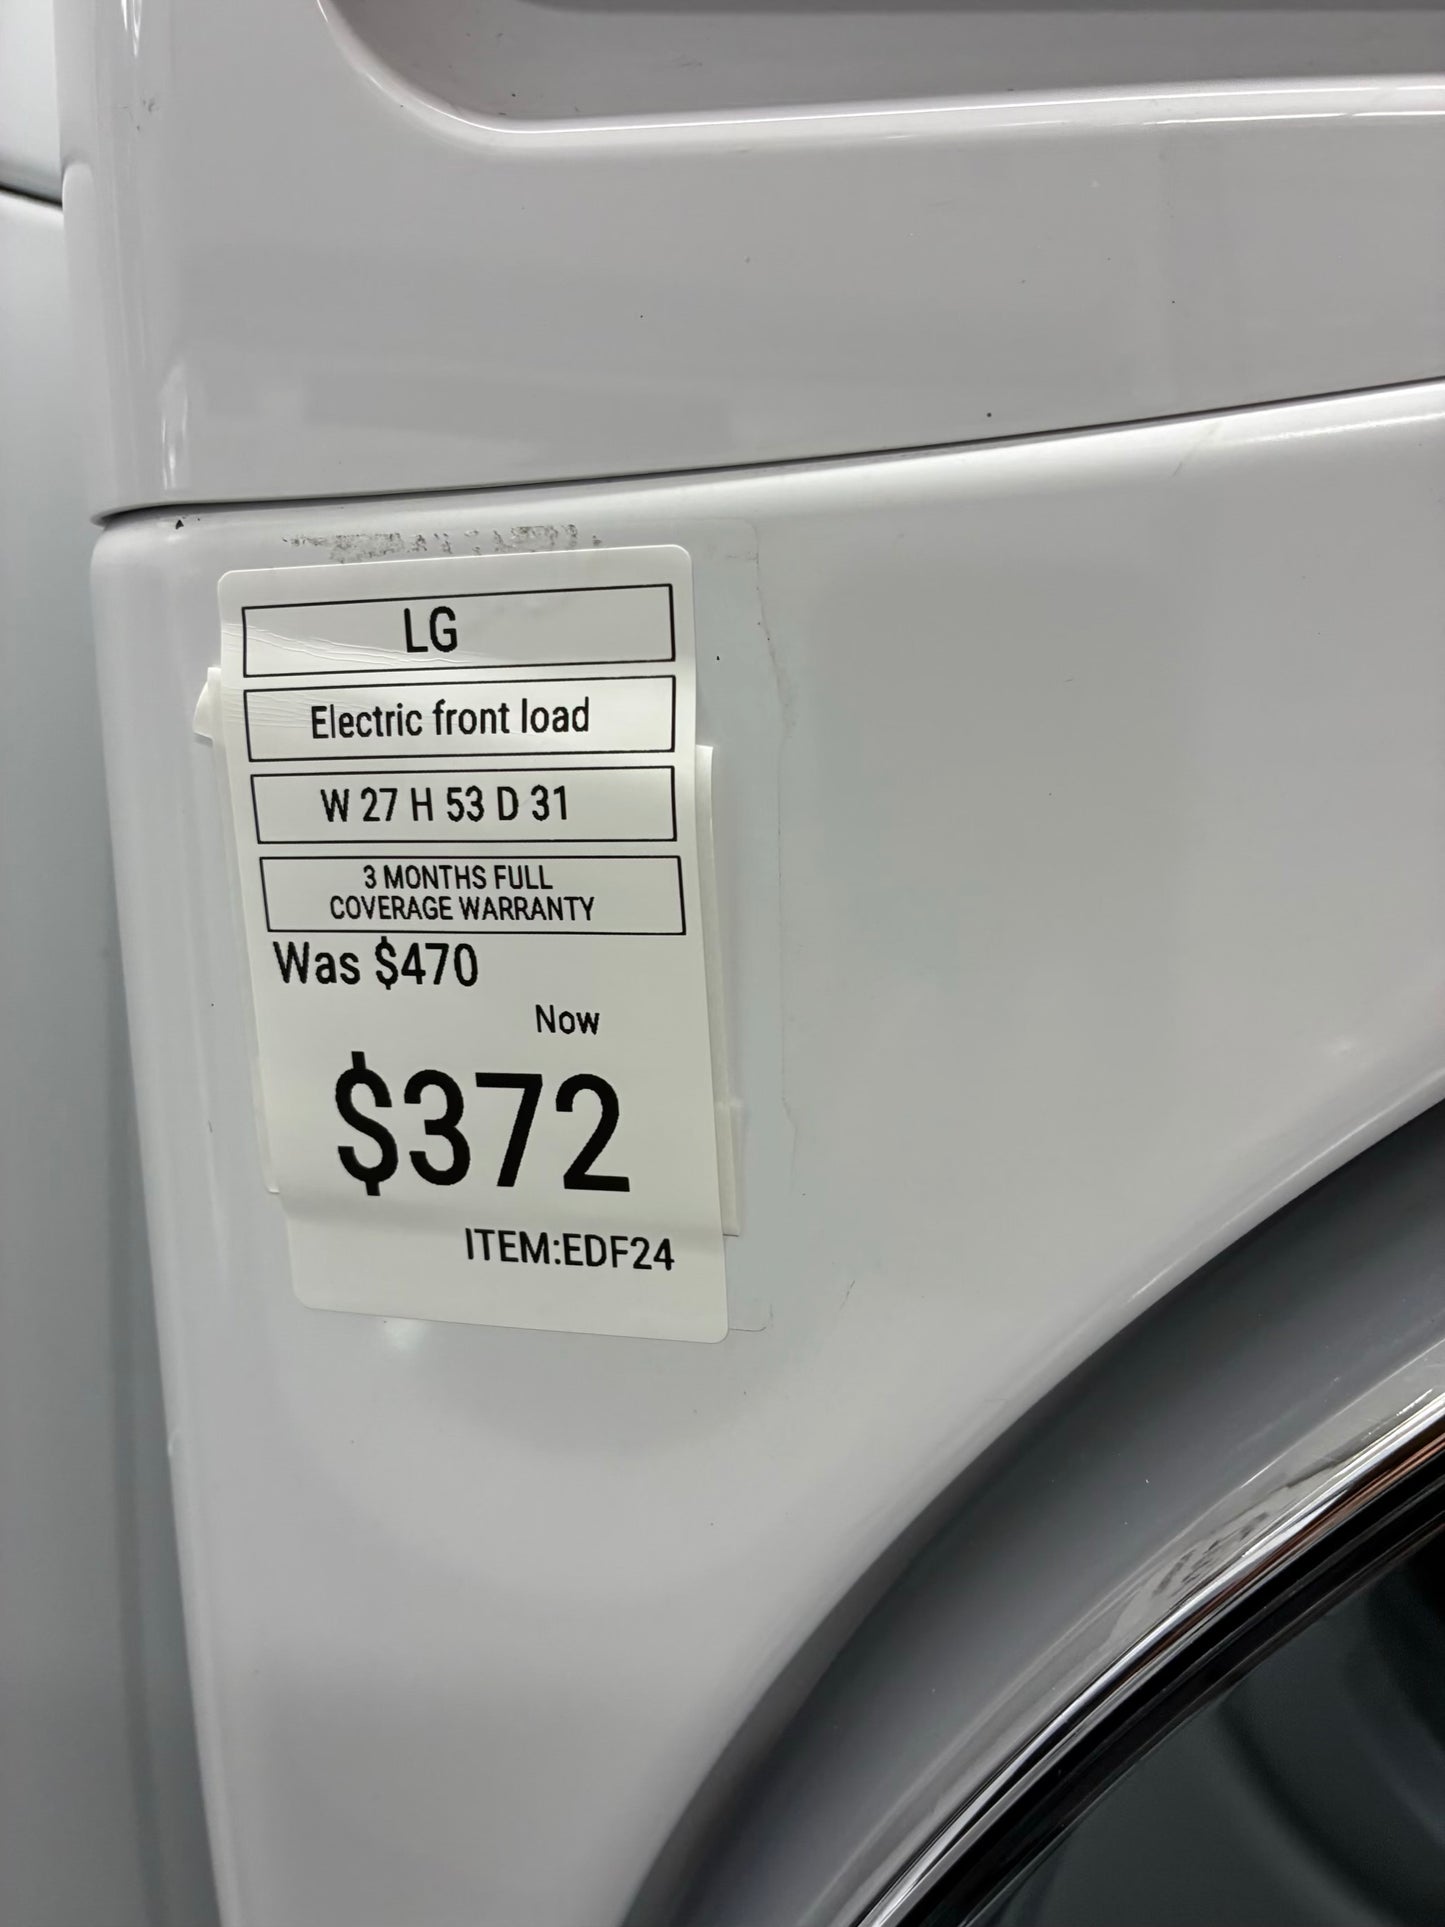 LG
Electric front load
W 27 H 53 D 31
3 MONTHS FULL
COVERAGE WARRANTY
Was $470
Now
$372
ITEM:EDF24